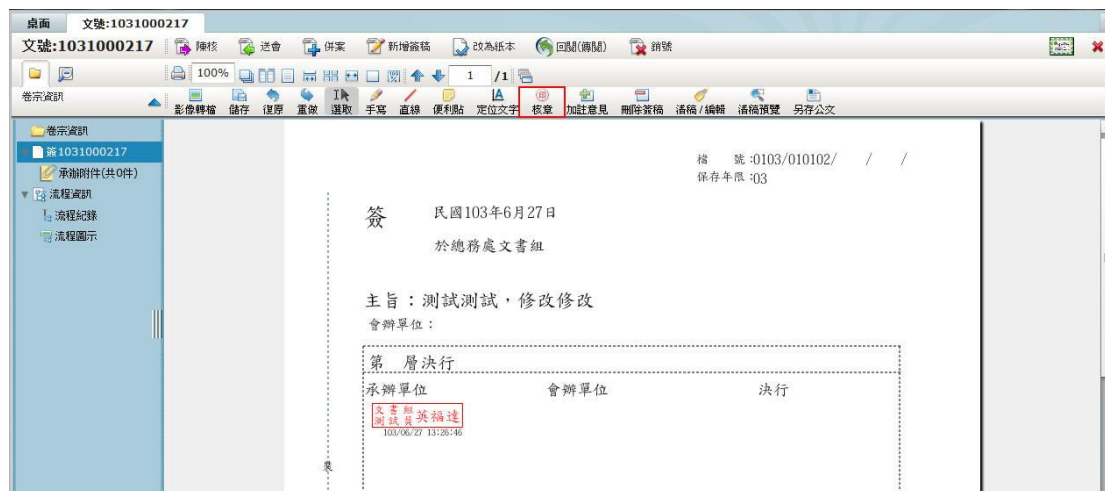 桌面 文號:1031000217
文號:1031000217 陳核 送會 併案 新增簽稿 改為紙本 回閱(傳閱) 銷號
100% 1 /1
卷宗資訊 影像轉檔 儲存 復原 重做 選取 手寫 直線 便利貼 定位文字 核章 加註意見 刪除簽稿 清稿/編輯 清稿預覽 另存公文
卷宗資訊
簽1031000217
承辦附件(共0件)
流程資訊
流程紀錄
流程圖示
檔 號:0103/010102/ / /
保存年限:03
簽 民國103年6月27日
於總務處文書組
主旨：測試測試，修改修改
會辦單位：
第 層決行
承辦單位 會辦單位 決行
文書組
測試員 英福達
103/06/27 13:26:46
裝